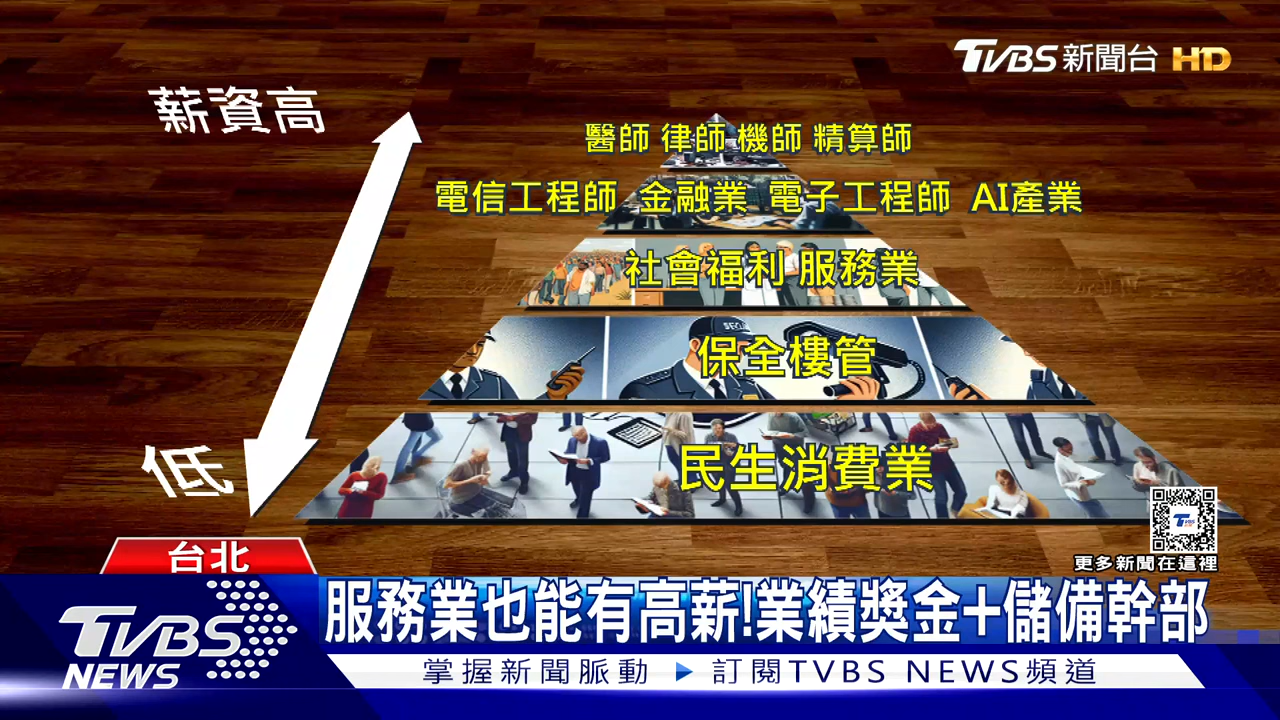 TVBS新聞台 HD
薪資高
醫師 律師 機師 精算師
電信工程師 金融業 電子工程師 AI產業
社會福利 服務業
SECU
保全樓管
民生消費業
低
TVBS
更多新聞在這裡
台北
服務業也能有高薪!業績獎金+儲備幹部
TVBS NEWS
掌握新聞脈動 ▶ 訂閱TVBS NEWS頻道